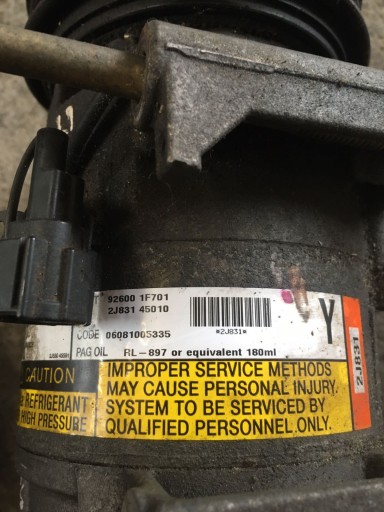 T 92600 1F701
2J831 45010
*2J831*
Y
2J831
CODE 06081005335
PAG OIL RL-897 or equivalent 180ml
CAUTION
REFRIGERANT
HIGH PRESSURE
IMPROPER SERVICE METHODS
MAY CAUSE PERSONAL INJURY.
SYSTEM TO BE SERVICED BY
QUALIFIED PERSONNEL ONLY.